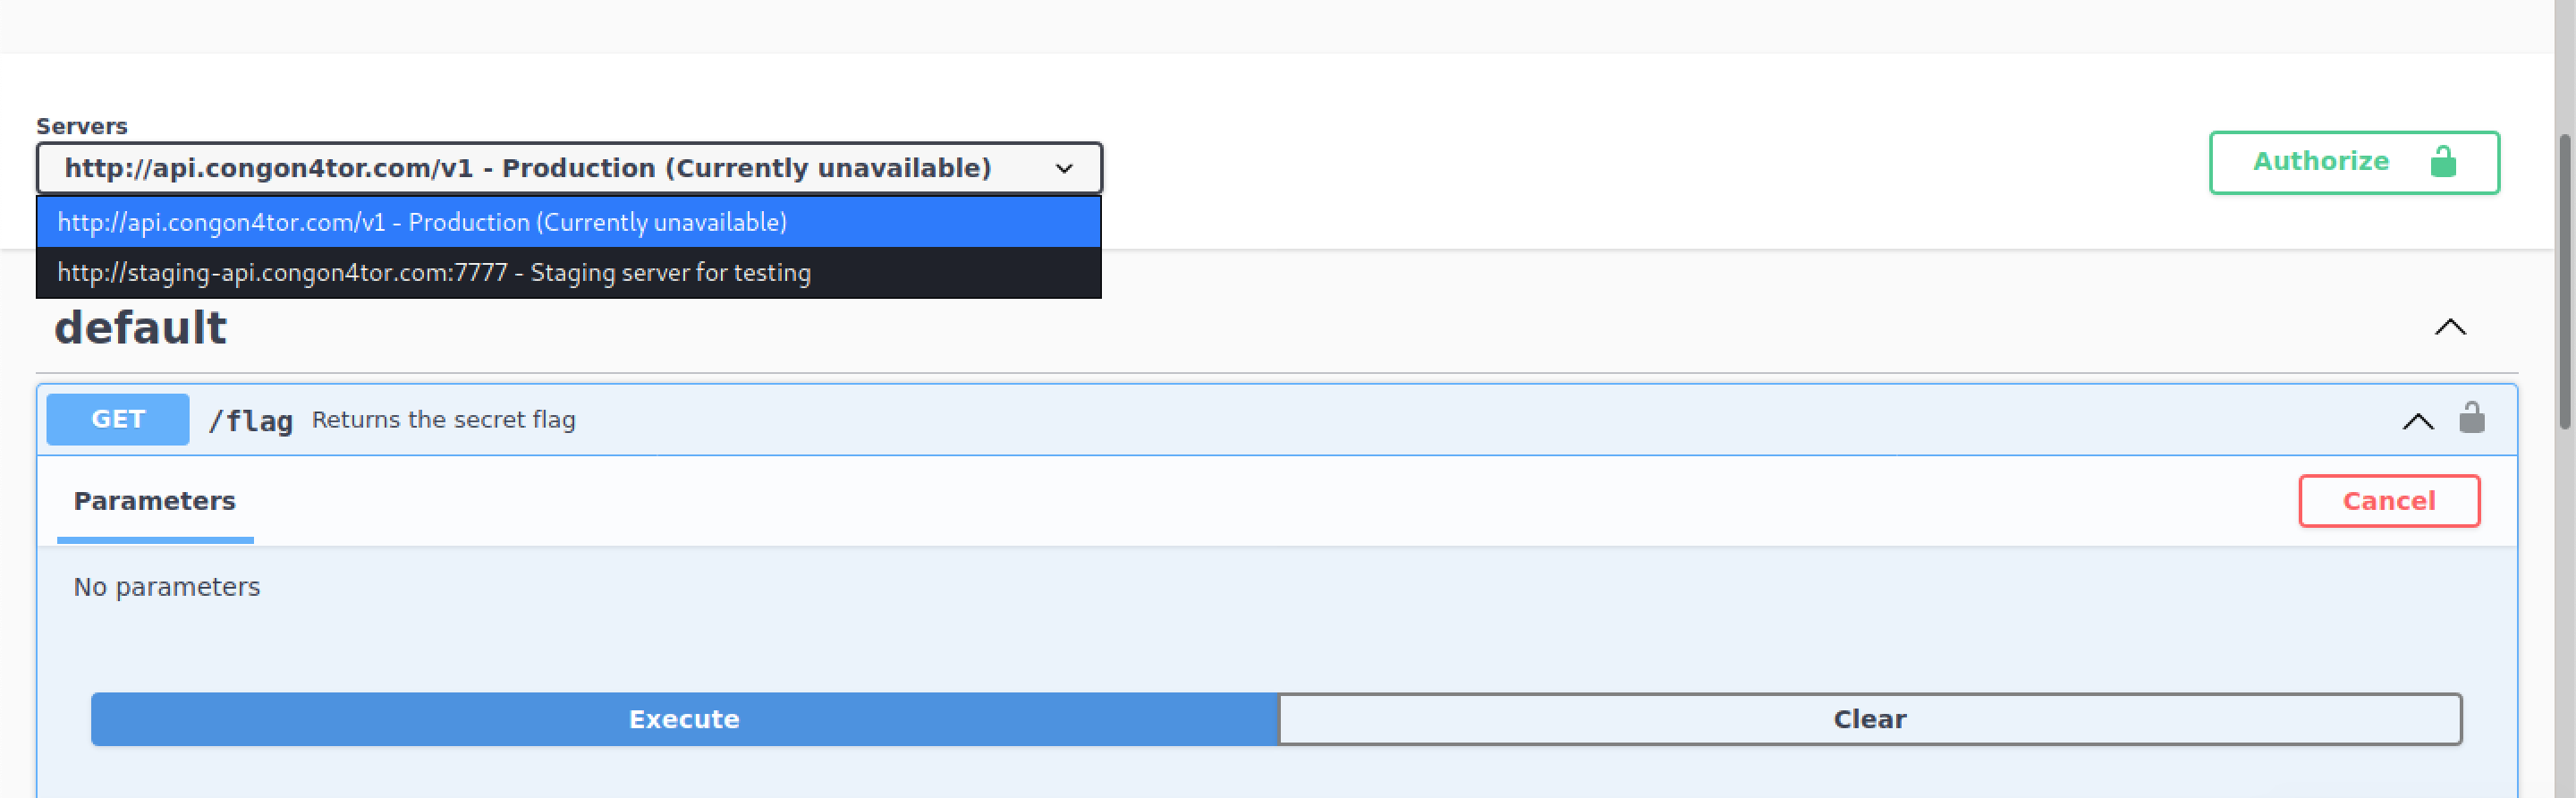 Servers
http://api.congon4tor.com/v1 - Production (Currently unavailable)
Authorize
http://api.congon4tor.com/v1 - Production (Currently unavailable)
http://staging-api.congon4tor.com:7777 - Staging server for testing
default
GET /flag Returns the secret flag
Parameters
Cancel
No parameters
Execute
Clear